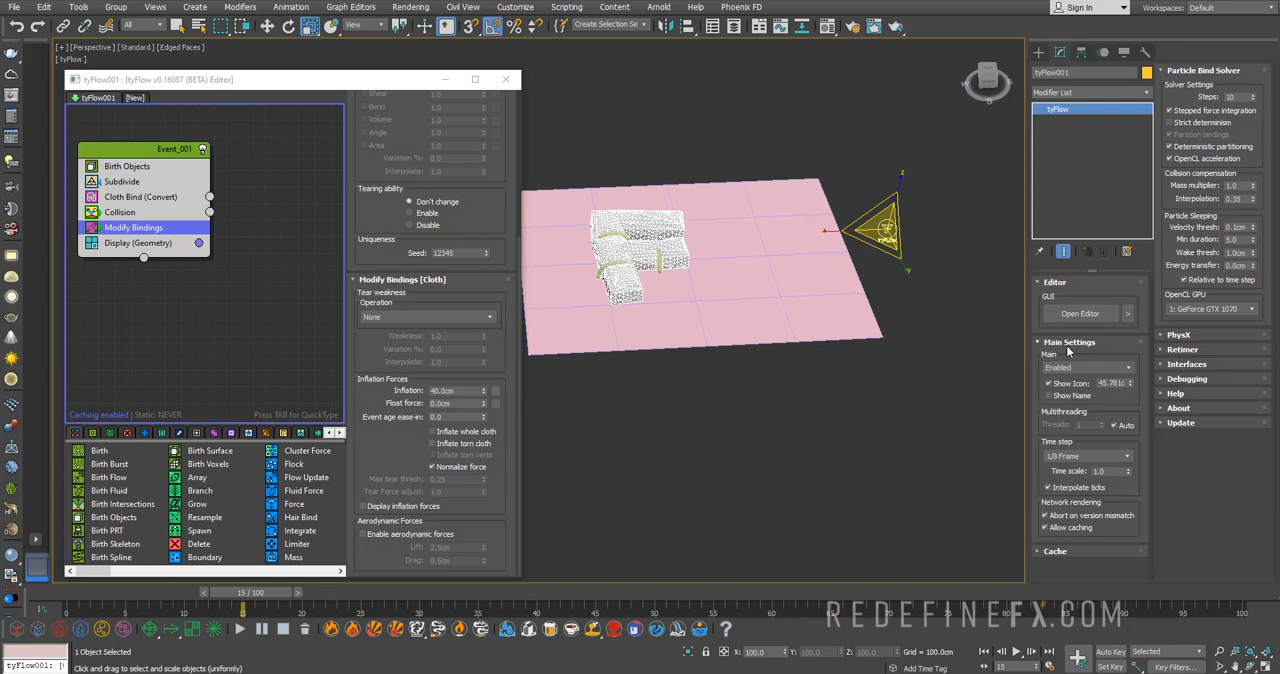 File Edit Tools Group Views Create Modifiers Animation Graph Editors Rendering Civil View Customize Scripting Content Arnold Help Phoenix FD Sign In Workspaces: Default
All View Create Selection Se
[+] [Perspective] [Standard] [Edged Faces]
[ tyFlow ]
tyFlow001 : [tyFlow v0.16087 (BETA) Editor]
tyFlow001 [New]
Event_001
Birth Objects
Subdivide
Cloth Bind (Convert)
Collision
Modify Bindings
Display (Geometry)
Caching enabled | Static: NEVER Press TAB for QuickType
Birth Birth Surface Cluster Force
Birth Burst Birth Voxels Flock
Birth Flow Array Flow Update
Birth Fluid Branch Fluid Force
Birth Intersections Grow Force
Birth Objects Resample Hair Bind
Birth PRT Spawn Integrate
Birth Skeleton Delete Limiter
Birth Spline Boundary Mass
Shear 1.0
Bend 1.0
Volume 1.0
Angle 1.0
Area 1.0
Variation % 0.0
Interpolate: 1.0
Tearing ability
Don't change
Enable
Disable
Uniqueness
Seed: 12345
Modify Bindings [Cloth]
Tear weakness
Operation
None
Weakness: 1.0
Variation %: 0.0
Interpolate: 1.0
Inflation Forces
Inflation: 40.0cm
Float force: 0.0cm
Event age ease-in: 0.0
Inflate whole cloth
Inflate torn cloth
Inflate torn verts
Normalize force
Max tear thresh: 0.25
Tear Force adjust: 1.0
Display inflation forces
Aerodynamic Forces
Enable aerodynamic forces
Lift: 2.5cm
Drag: 0.5cm
tyFlow001
Modifier List
tyFlow
Editor
GUI
Open Editor >
Main Settings
Main
Enabled
Show Icon: 45.781c
Show Name
Multithreading
Threads: 1 Auto
Time step
1/8 Frame
Time scale: 1.0
Interpolate ticks
Network rendering
Abort on version mismatch
Allow caching
Cache
Particle Bind Solver
Solver Settings
Steps: 10
Stepped force integration
Strict determinism
Partition bindings
Deterministic partitioning
OpenCL acceleration
Collision compensation
Mass multiplier: 1.0
Interpolation: 0.35
Particle Sleeping
Velocity thresh: 0.1cm
Min duration: 5.0
Wake thresh: 1.0cm
Energy transfer: 0.0cm
Relative to time step
OpenCL GPU
1: GeForce GTX 1070
PhysX
Retimer
Interfaces
Debugging
Help
About
Update
15 / 100
0 5 10 15 20 25 30 35 40 45 50 55 60 65 70 75 80 85 90 95 100
REDEFINEFX.COM
1 Object Selected
X: 100.0 Y: 100.0 Z: 100.0 Grid = 100.0cm
Auto Key Selected
tyFlow001: [(
Click and drag to select and scale objects (uniformly)
Add Time Tag
15
Set Key Key Filters...